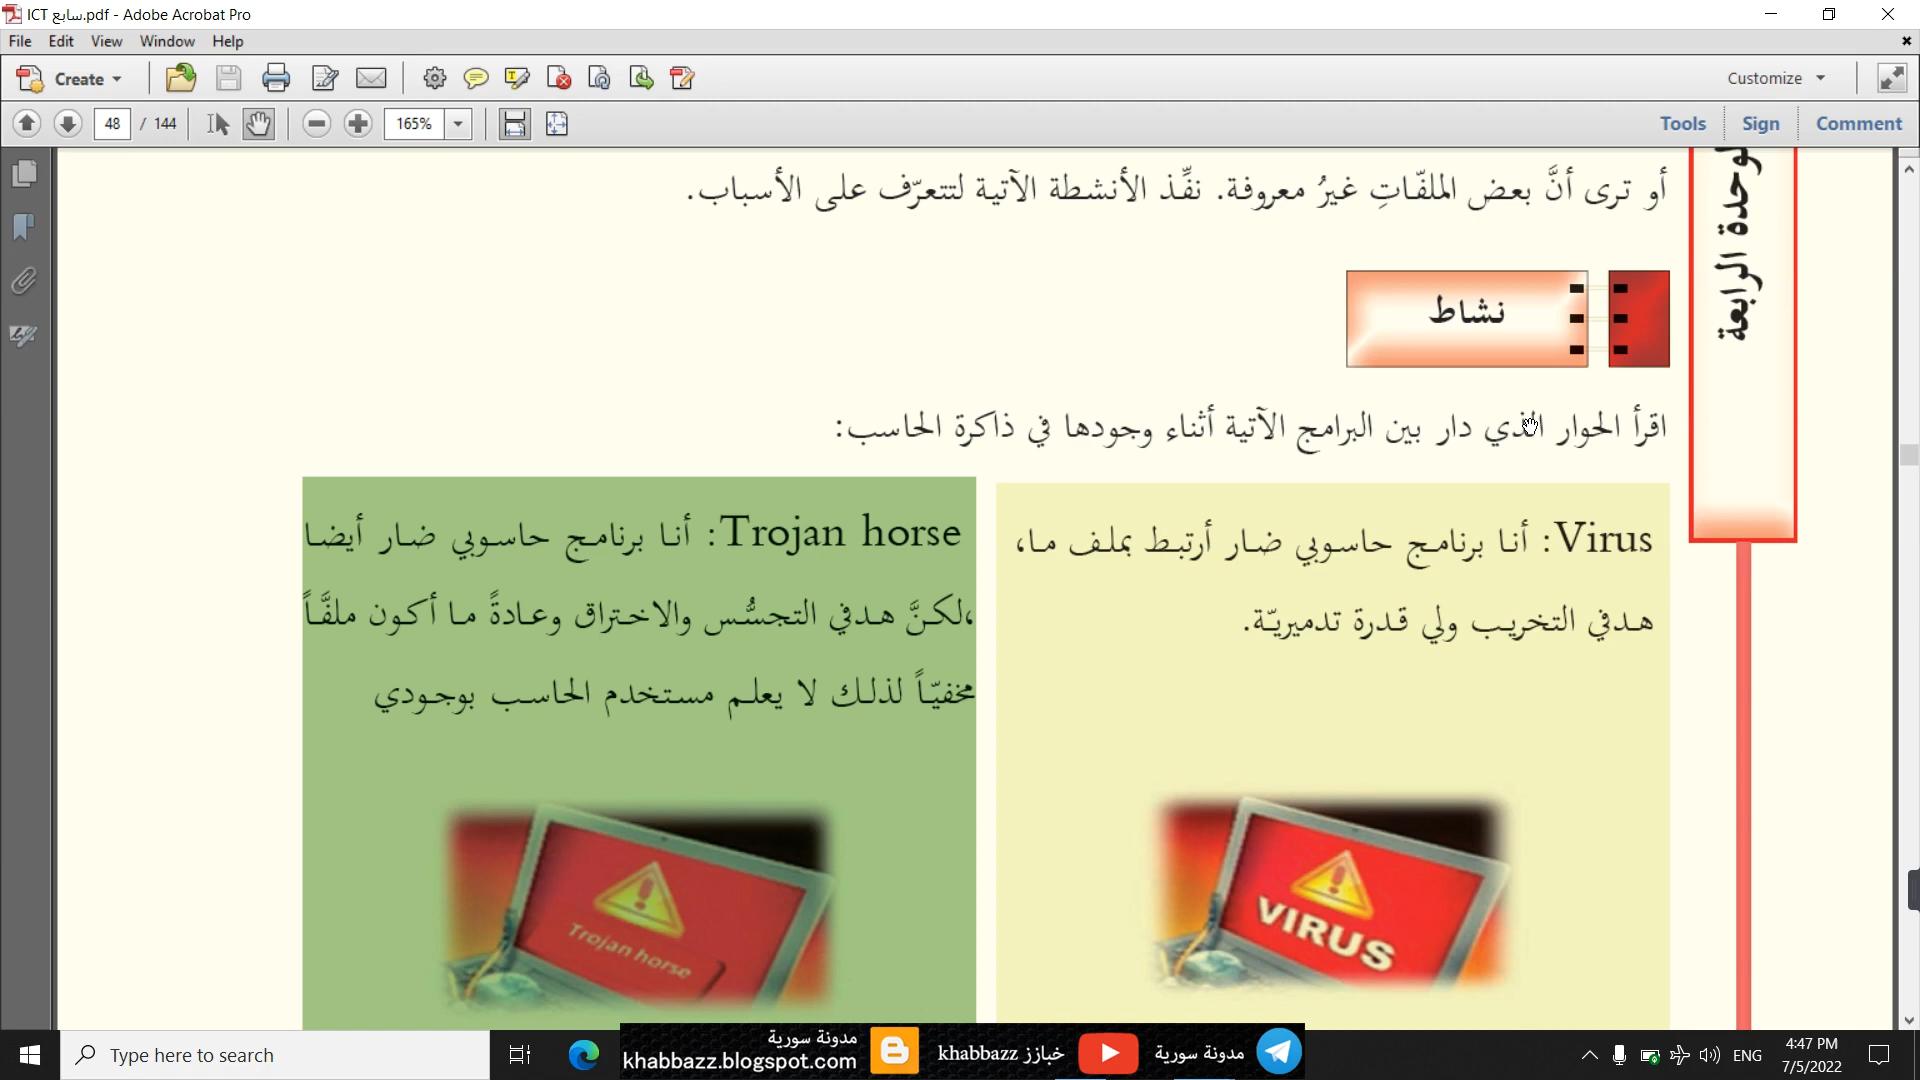 ICT سابع.pdf - Adobe Acrobat Pro
File Edit View Window Help
Create
Customize
48 / 144
165%
Tools Sign Comment
أو ترى أنَّ بعض الملفّاتِ غيرُ معروفة. نفِّذ الأنشطة الآتية لتتعرّف على الأسباب.
الوحدة الرابعة
نشاط
اقرأ الحوار الذي دار بين البرامج الآتية أثناء وجودها في ذاكرة الحاسب:
Virus: أنا برنامج حاسوبي ضار أرتبط بملف ما،
هدفي التخريب ولي قدرة تدميريّة.
VIRUS
Trojan horse: أنا برنامج حاسوبي ضار أيضا
،لكنَّ هدفي التجسُّس والاختراق وعادةً ما أكون ملفَّاً
مخفيّاً لذلك لا يعلم مستخدم الحاسب بوجودي
Trojan horse
Type here to search
مدونة سورية
khabbazz.blogspot.com
خبازز khabbazz
مدونة سورية
ENG
4:47 PM
7/5/2022